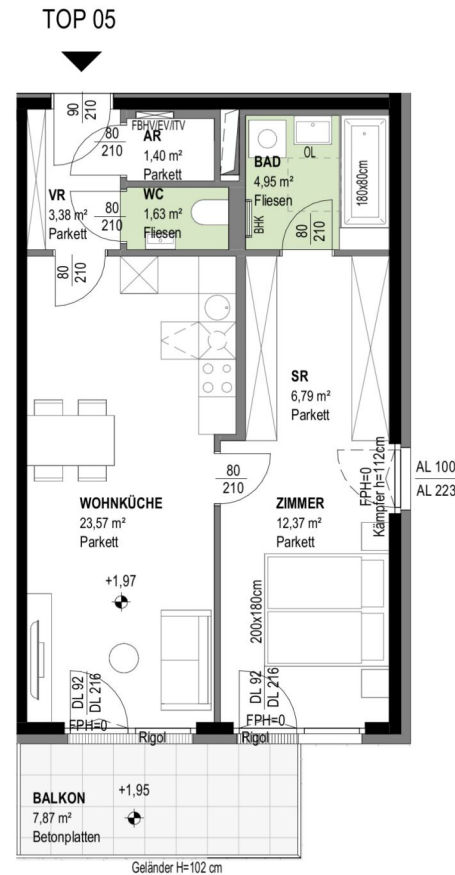 TOP 05
90
210
FBHV/EV/ITV
80
210
AR
1,40 m²
Parkett
VR
3,38 m²
Parkett
80
210
WC
1,63 m²
Fliesen
OL
BAD
4,95 m²
Fliesen
180x80cm
BHK
80
210
80
210
SR
6,79 m²
Parkett
FPH=0
Kämpfer h=112cm
AL 100
AL 223
80
210
WOHNKÜCHE
23,57 m²
Parkett
ZIMMER
12,37 m²
Parkett
+1,97
200x180cm
DL 92
DL 216
FPH=0
DL 92
DL 216
FPH=0
Rigol
Rigol
BALKON
7,87 m²
Betonplatten
+1,95
Geländer H=102 cm